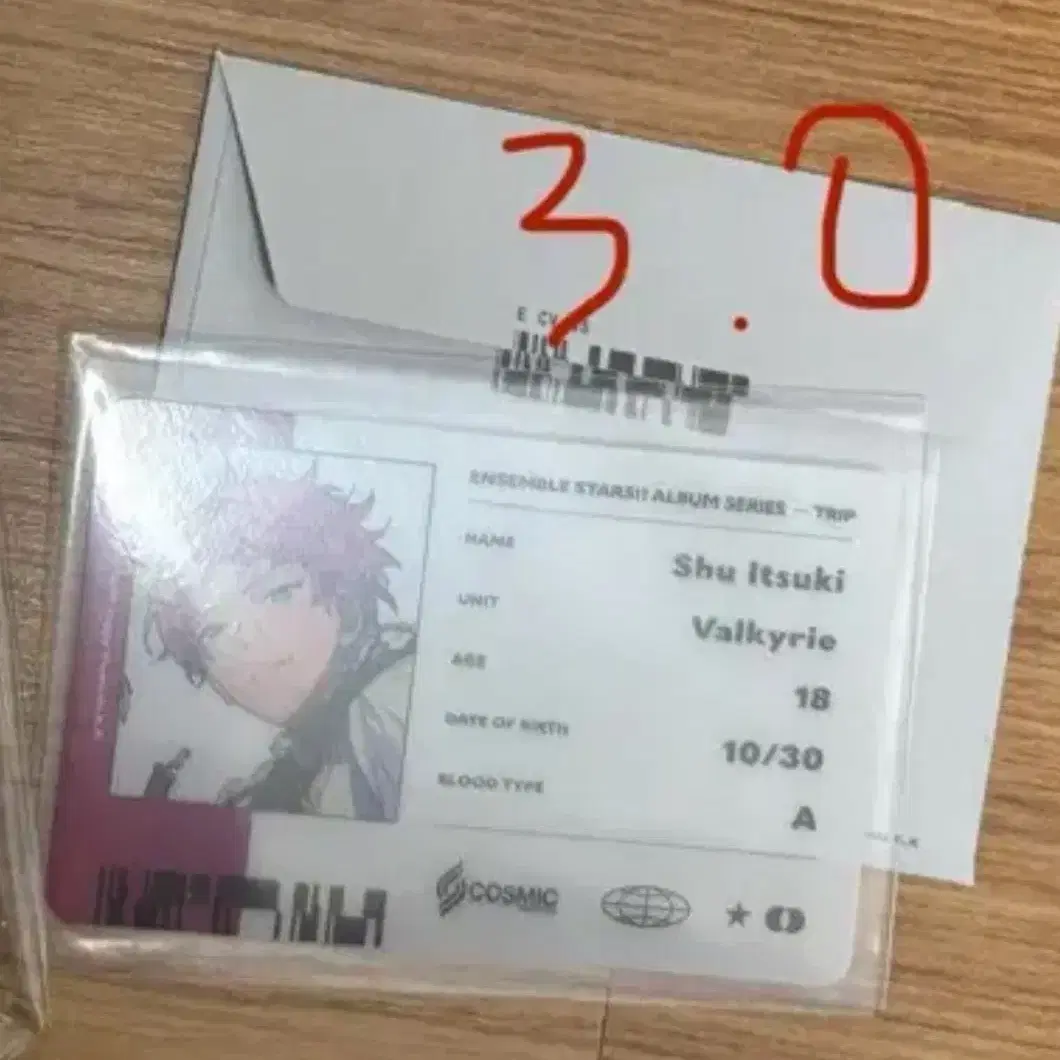 3.0
ENSEMBLE STARS!! ALBUM SERIES — TRIP
NAME
Shu Itsuki
UNIT
Valkyrie
AGE
18
DATE OF BIRTH
10/30
BLOOD TYPE
A
COSMIC